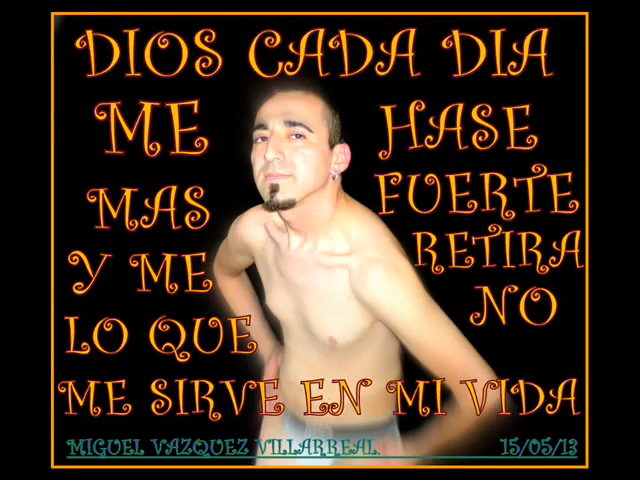 DIOS CADA DIA
ME HASE
MAS FUERTE
Y ME RETIRA
LO QUE NO
ME SIRVE EN MI VIDA
MIGUEL VAZQUEZ VILLARREAL. 15/05/13